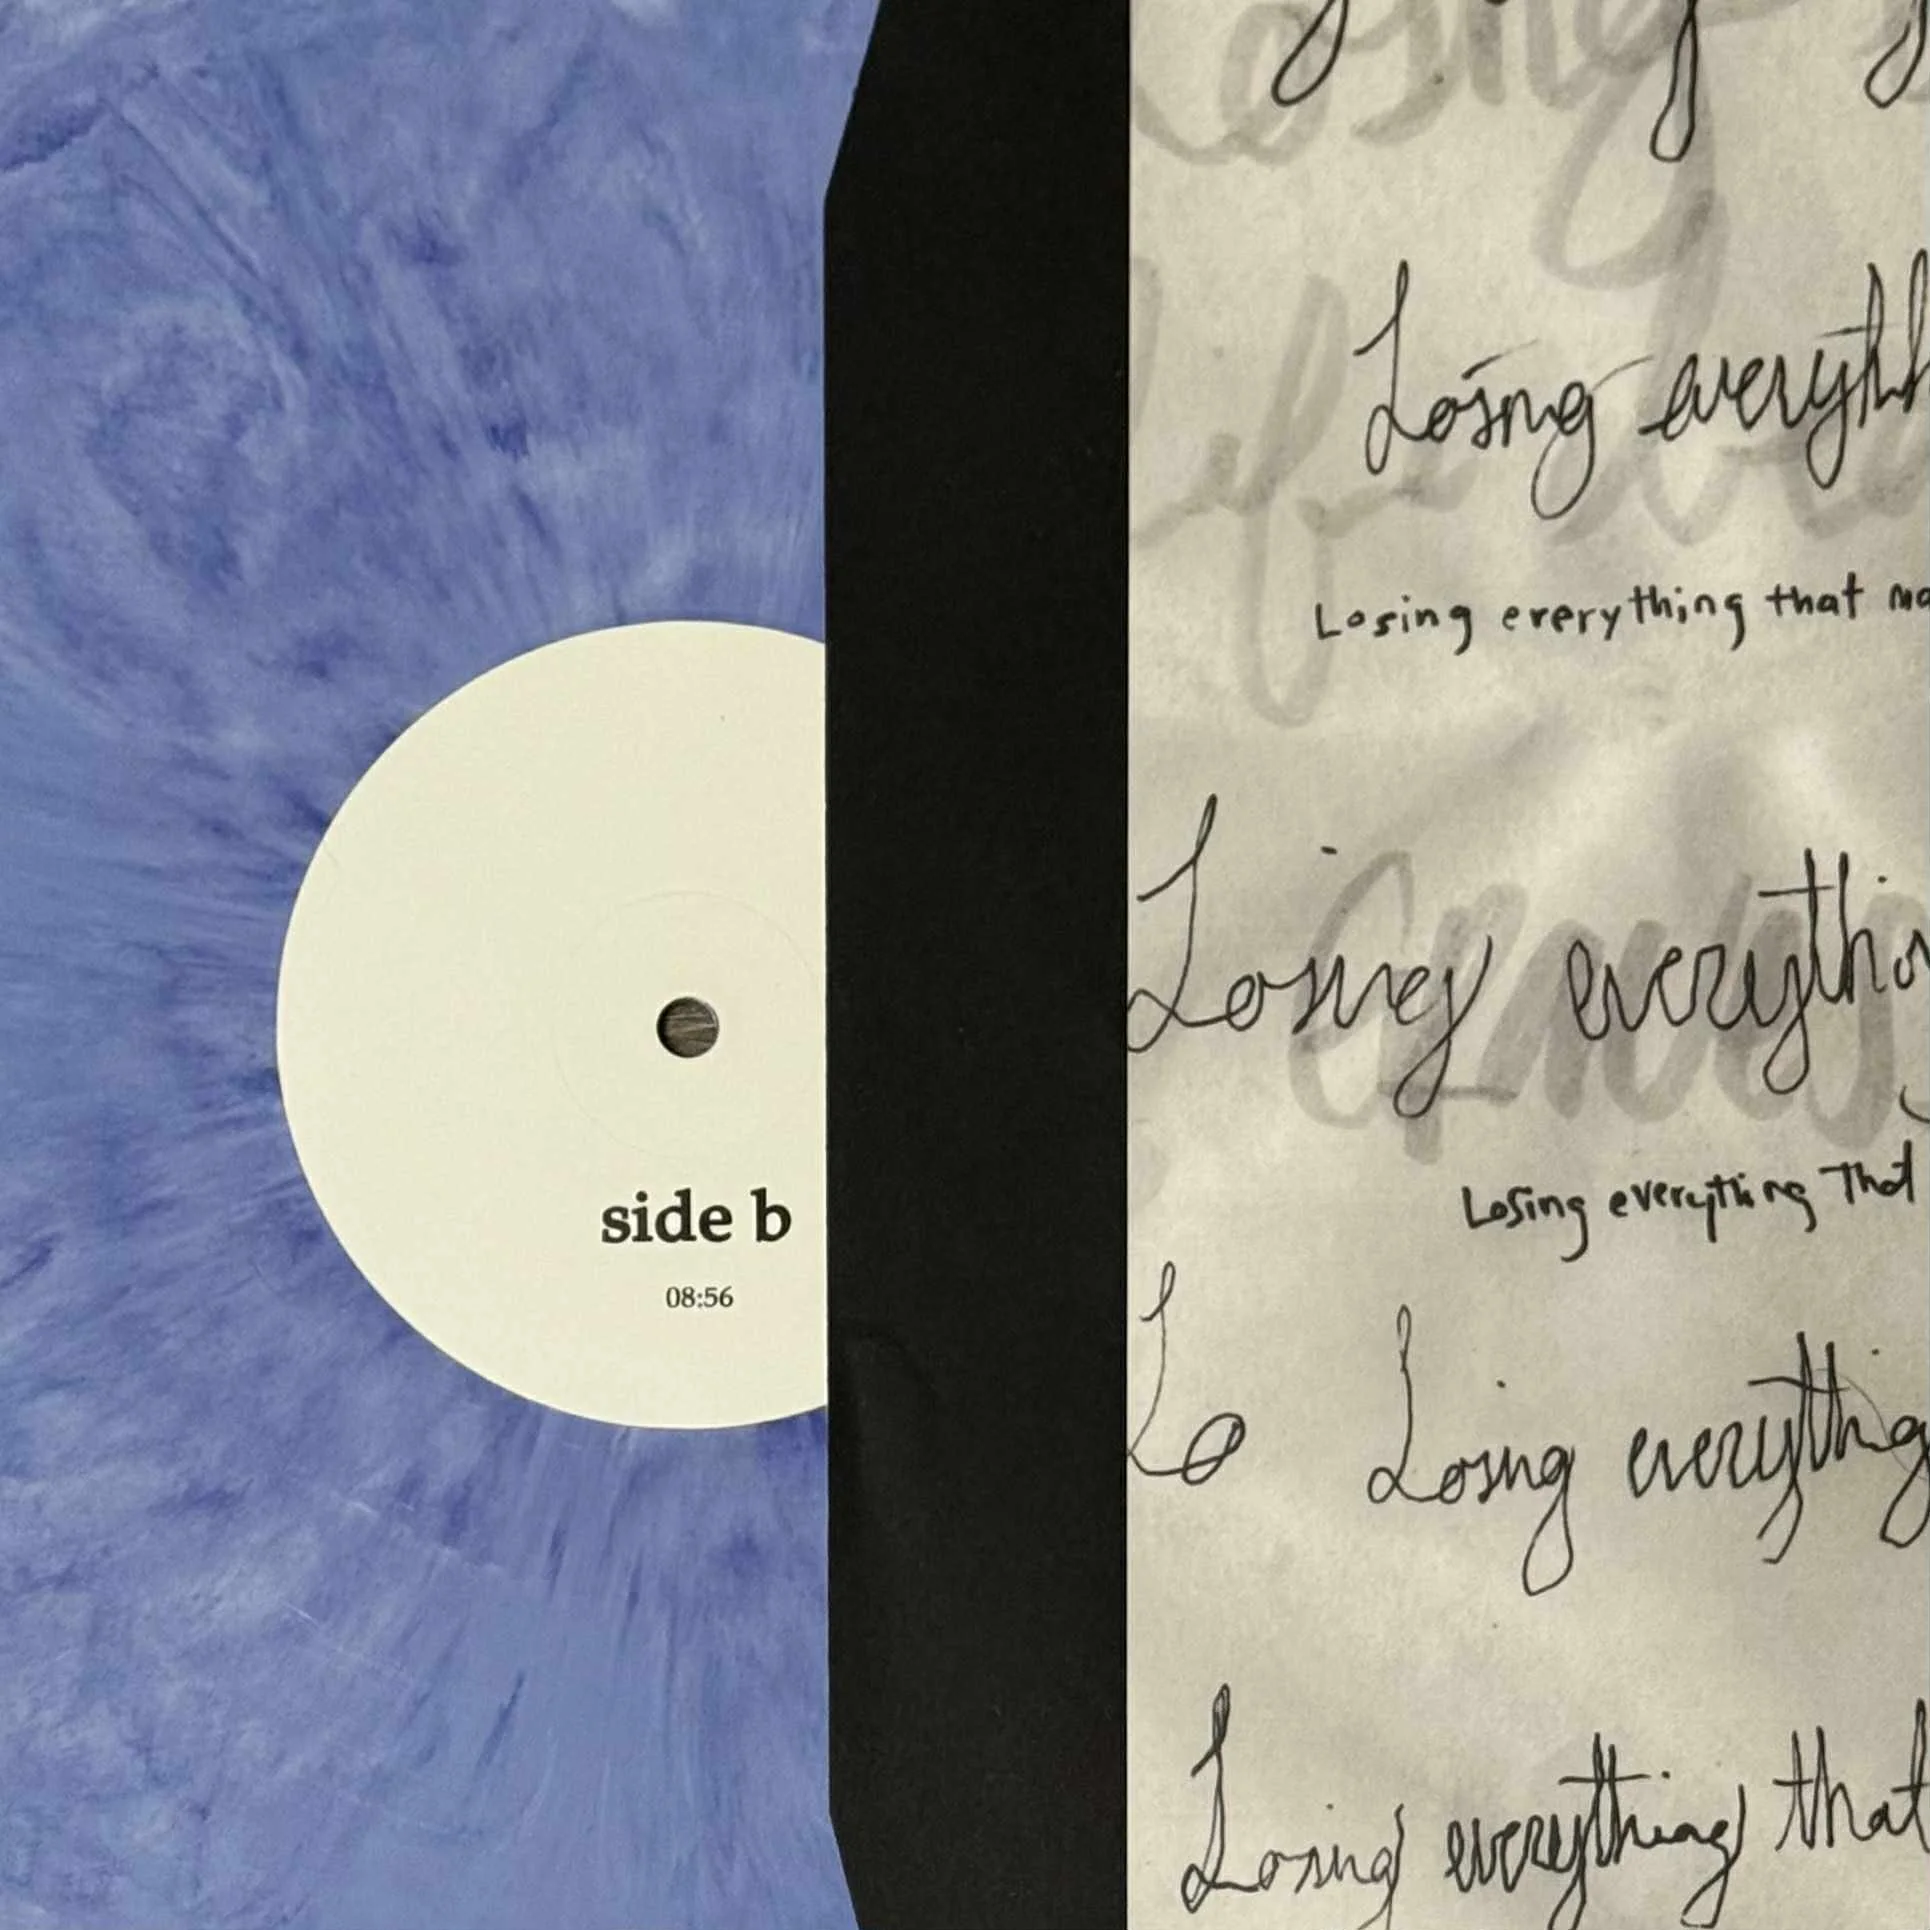 side b
08:56
Losing everyth
Losing everything that ma
Losing everythin
Losing everything That
Lo Losing everything
Losing everything that